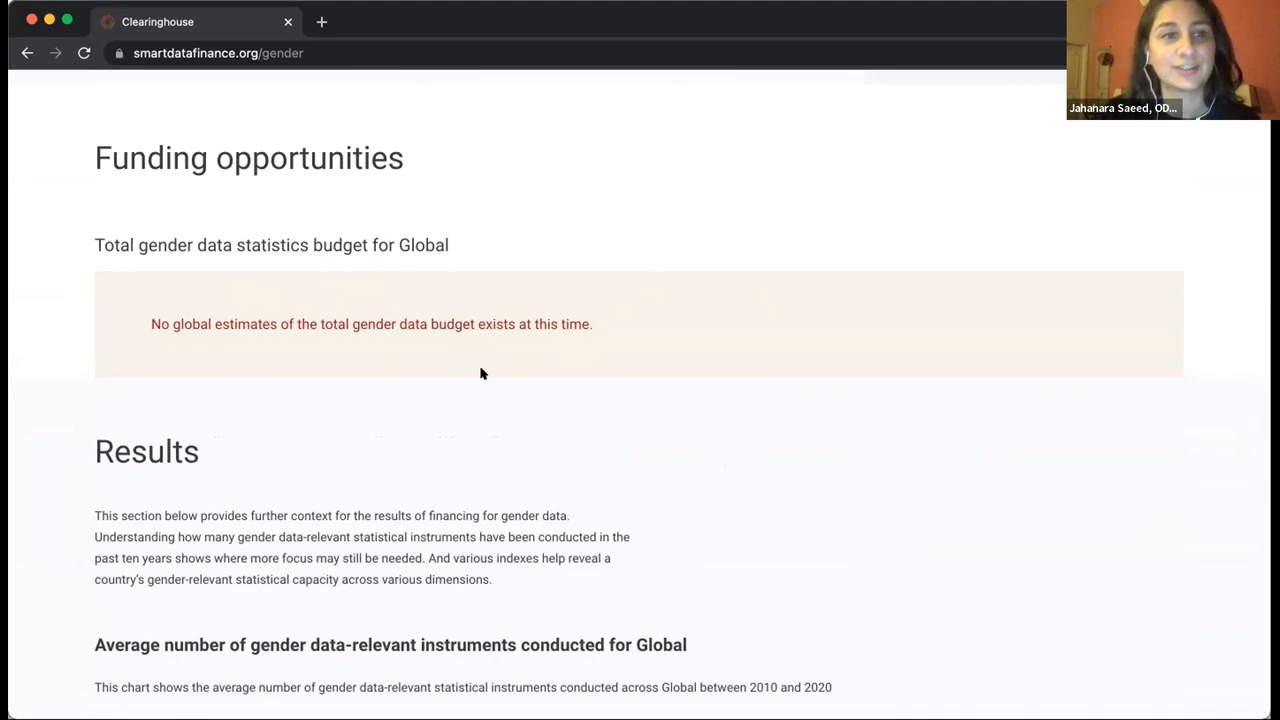 Clearinghouse
smartdatafinance.org/gender
Jahanara Saeed, OD...
Funding opportunities
Total gender data statistics budget for Global
No global estimates of the total gender data budget exists at this time.
Results
This section below provides further context for the results of financing for gender data.
Understanding how many gender data-relevant statistical instruments have been conducted in the
past ten years shows where more focus may still be needed. And various indexes help reveal a
country's gender-relevant statistical capacity across various dimensions.
Average number of gender data-relevant instruments conducted for Global
This chart shows the average number of gender data-relevant statistical instruments conducted across Global between 2010 and 2020